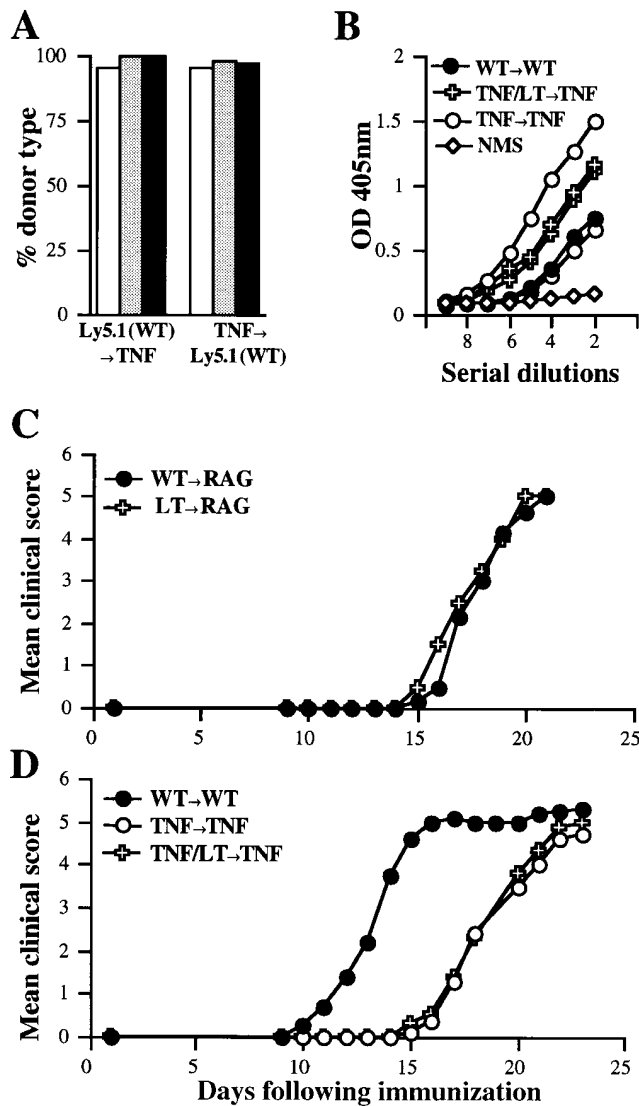 A
% donor type
100
75
50
25
0
Ly5.1(WT)
→TNF
TNF→
Ly5.1(WT)
B
OD 405nm
2
1.5
1
0.5
0
WT→WT
TNF/LT→TNF
TNF→TNF
NMS
8 6 4 2
Serial dilutions
C
Mean clinical score
6
5
4
3
2
1
0
WT→RAG
LT→RAG
0 5 10 15 20 25
D
Mean clinical score
6
5
4
3
2
1
0
WT→WT
TNF→TNF
TNF/LT→TNF
0 5 10 15 20 25
Days following immunization